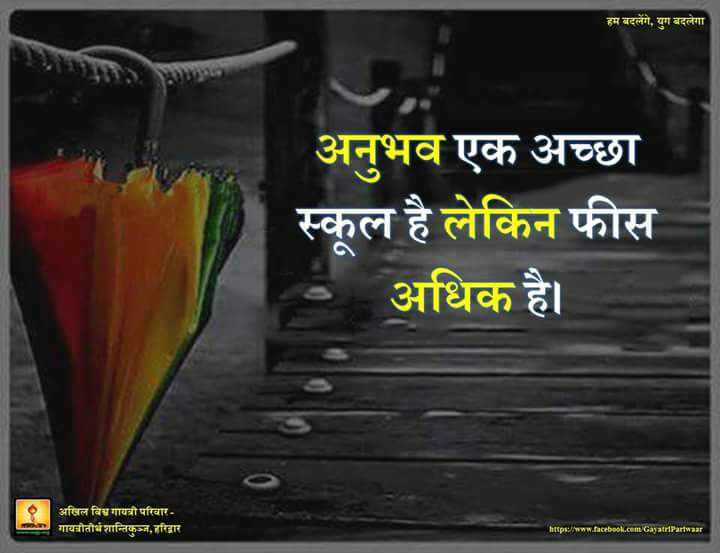 हम बदलेंगे, युग बदलेगा
अनुभव एक अच्छा
स्कूल है लेकिन फीस
अधिक है।
अखिल विश्व गायत्री परिवार -
गायत्रीतीर्थ शान्तिकुञ्ज, हरिद्वार
https://www.facebook.com/GayatriPariwaar